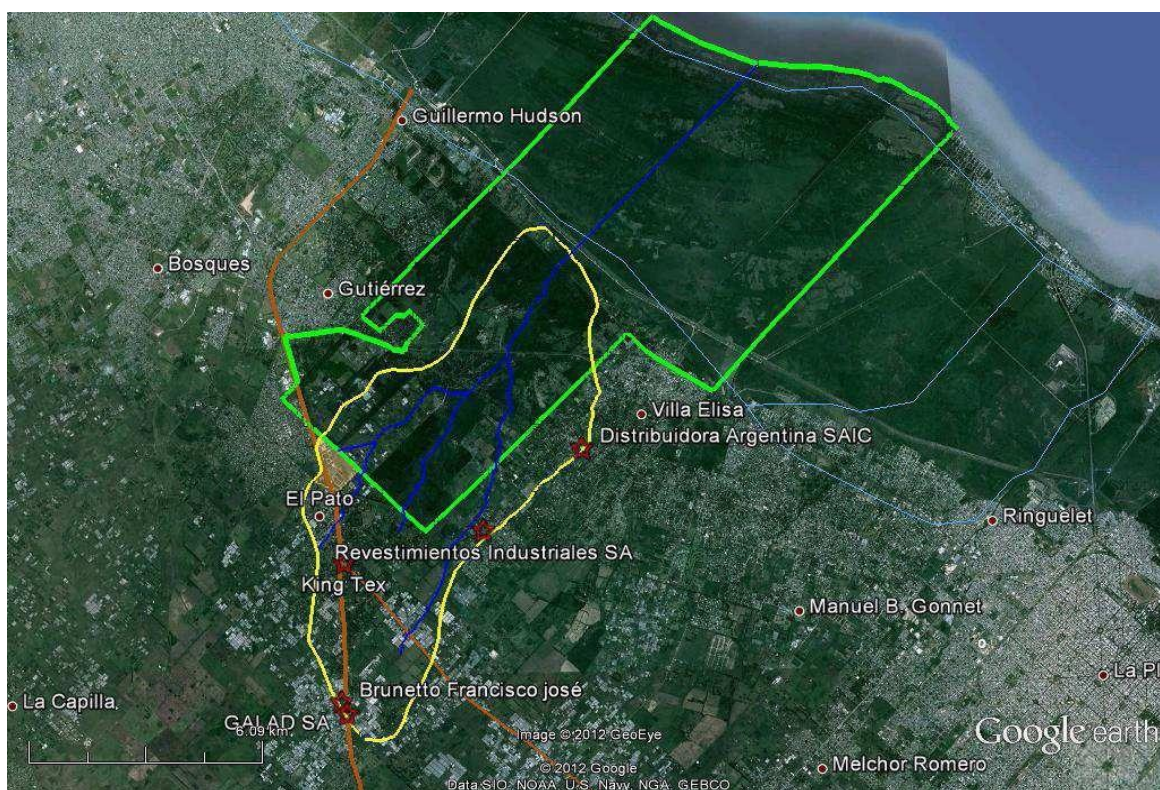 Guillermo Hudson
Bosques
Gutiérrez
Villa Elisa
Distribuidora Argentina SAIC
El Pato
Ringuelet
Revestimientos Industriales SA
King Tex
Manuel B. Gonnet
La Pl
Brunetto Francisco josé
La Capilla
GALAD SA
6.09 km
Image © 2012 GeoEye
Google earth
© 2012 Google
Melchor Romero
Data SIO, NOAA, U.S. Navy, NGA, GEBCO